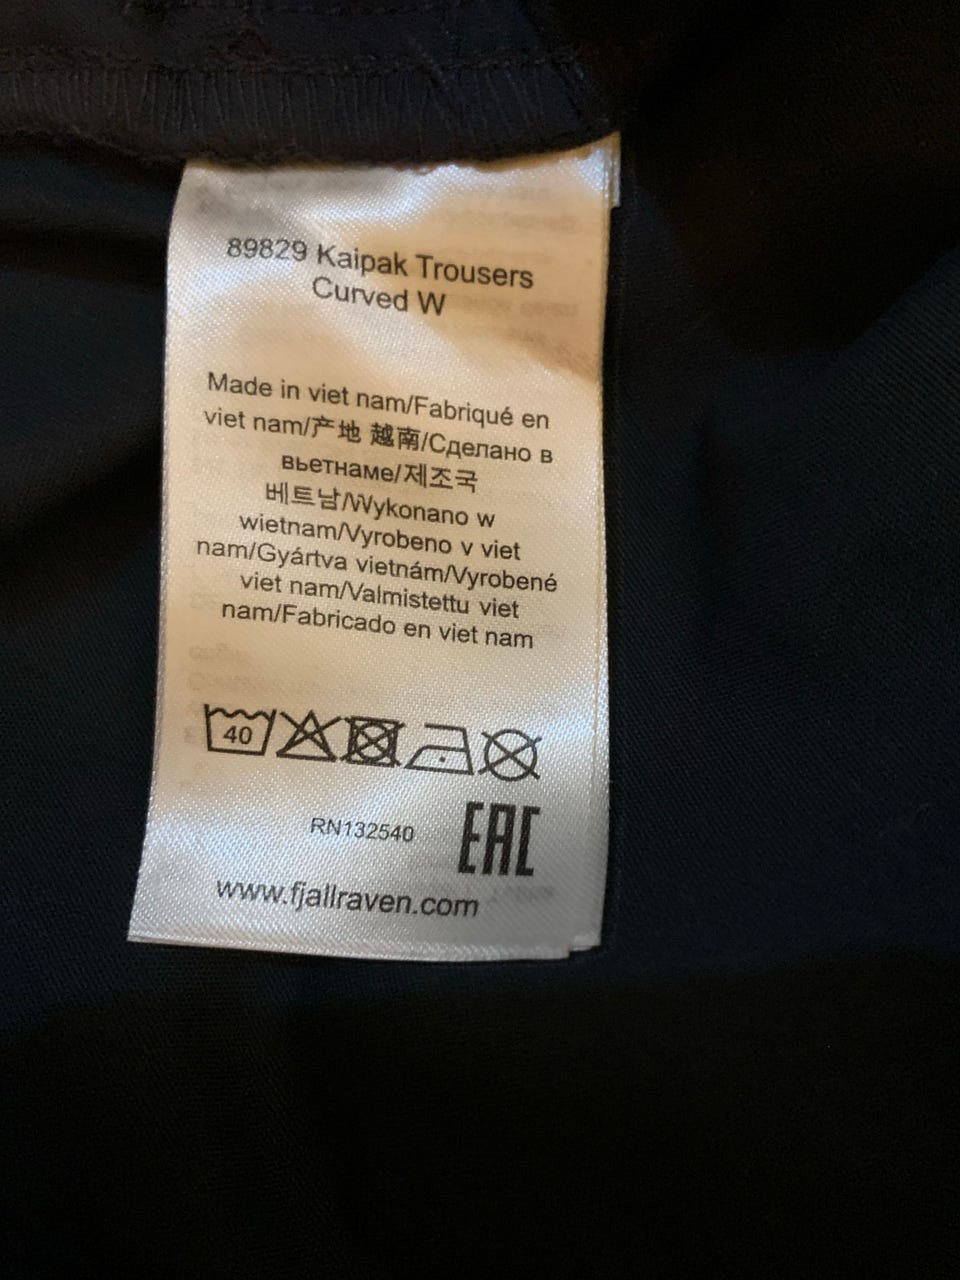 89829 Kaipak Trousers
Curved W
Made in viet nam/Fabriqué en
viet nam/产地 越南/Сделано в
вьетнаме/제조국
베트남/Wykonano w
wietnam/Vyrobeno v viet
nam/Gyártva vietnám/Vyrobené
viet nam/Valmistettu viet
nam/Fabricado en viet nam
40
RN132540
EAC
www.fjallraven.com